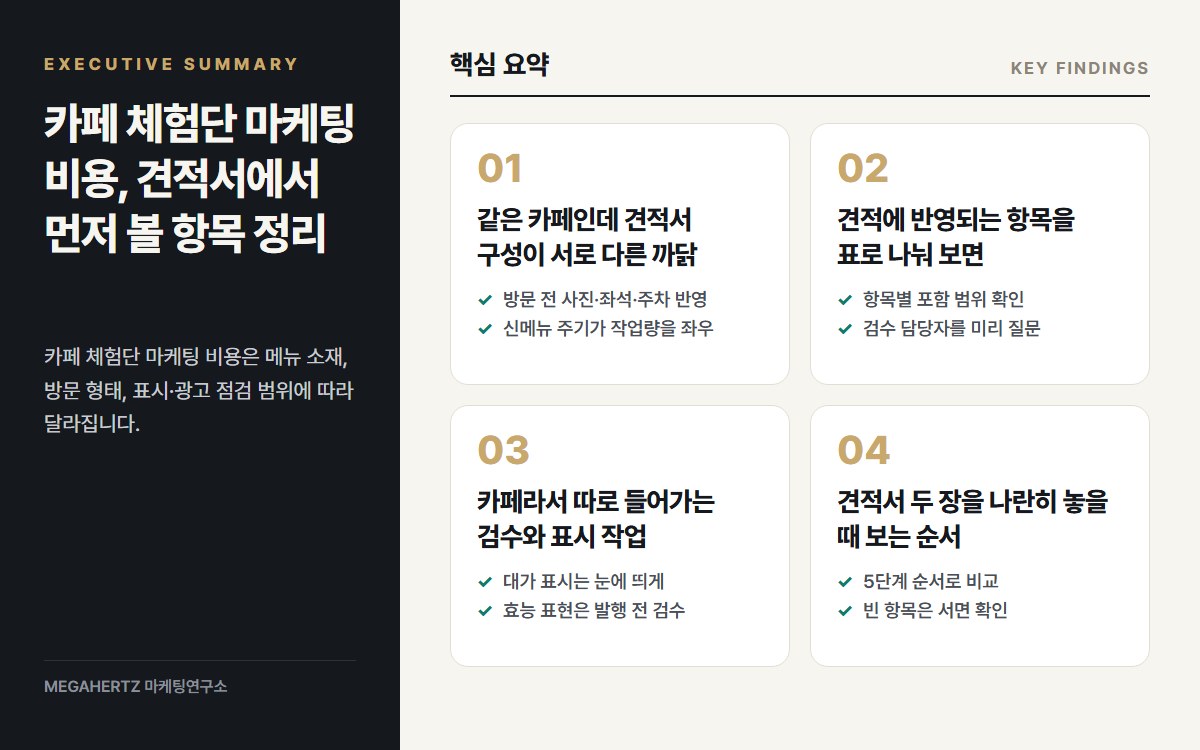 EXECUTIVE SUMMARY
카페 체험단 마케팅
비용, 견적서에서
먼저 볼 항목 정리
카페 체험단 마케팅 비용은 메뉴 소재,
방문 형태, 표시·광고 점검 범위에 따라
달라집니다.
MEGAHERTZ 마케팅연구소
핵심 요약
KEY FINDINGS
01
같은 카페인데 견적서
구성이 서로 다른 까닭
방문 전 사진·좌석·주차 반영
신메뉴 주기가 작업량을 좌우
02
견적에 반영되는 항목을
표로 나눠 보면
항목별 포함 범위 확인
검수 담당자를 미리 질문
03
카페라서 따로 들어가는
검수와 표시 작업
대가 표시는 눈에 띄게
효능 표현은 발행 전 검수
04
견적서 두 장을 나란히 놓을
때 보는 순서
5단계 순서로 비교
빈 항목은 서면 확인